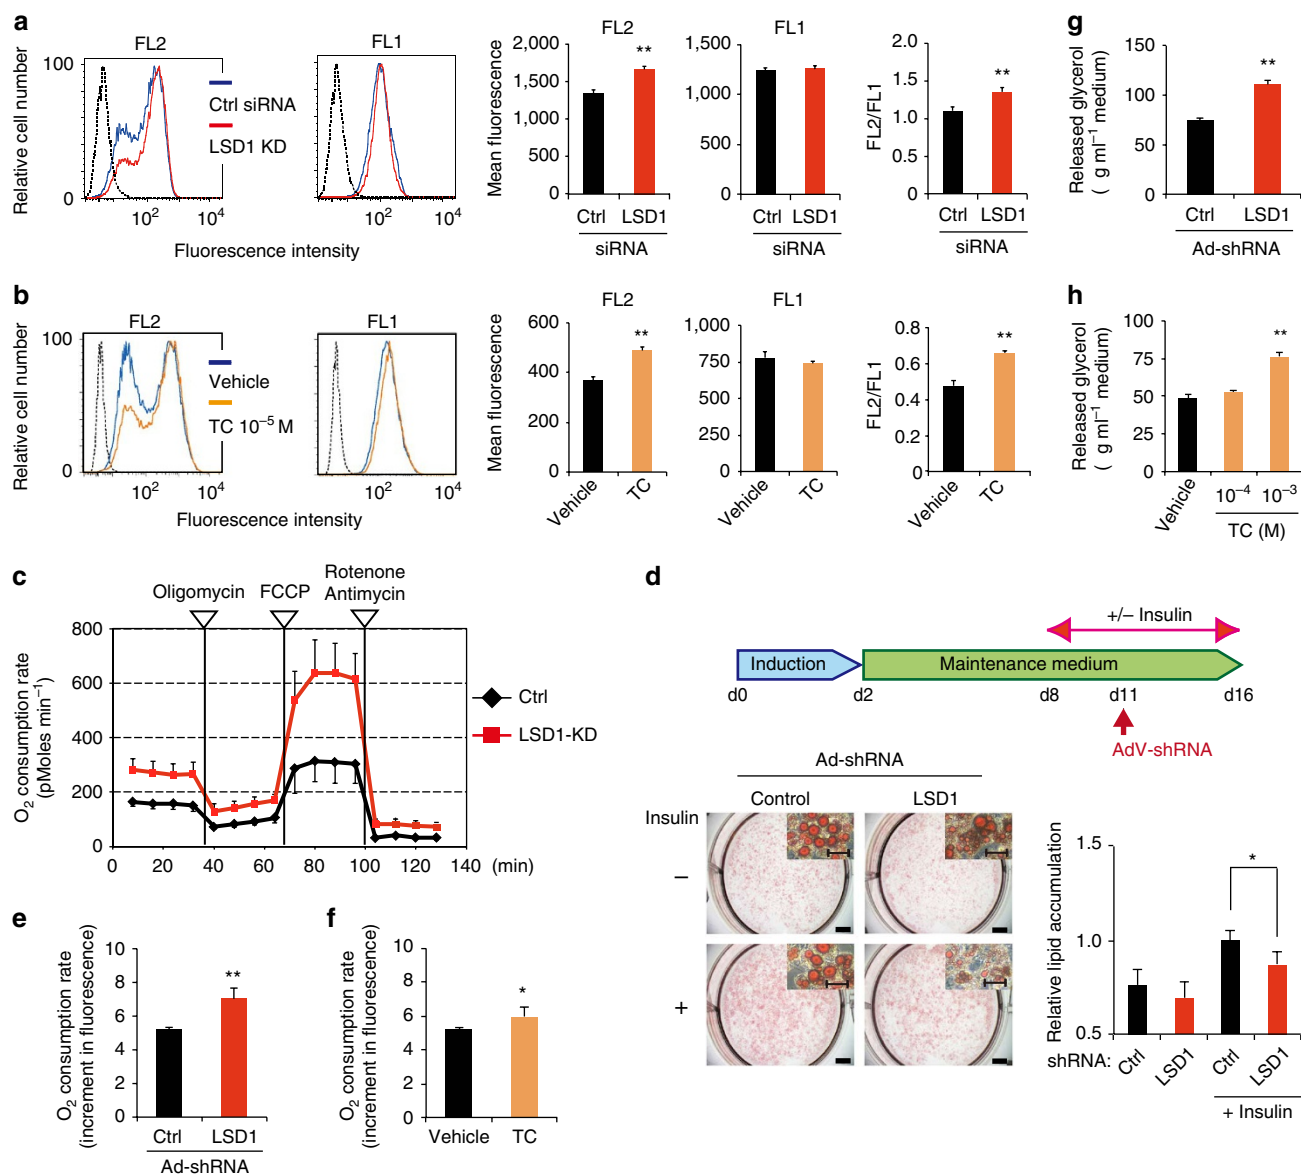 a
FL2
FL1
Relative cell number
100
0
10² 10⁴
10² 10⁴
Ctrl siRNA
LSD1 KD
Fluorescence intensity
FL2
Mean fluorescence
2,000
1,500
1,000
500
0
**
Ctrl LSD1
siRNA
FL1
1,500
1,000
500
0
Ctrl LSD1
siRNA
FL2/FL1
2.0
1.5
1.0
0.5
0
**
Ctrl LSD1
siRNA
g
Released glycerol
( g ml⁻¹ medium)
150
100
50
0
**
Ctrl LSD1
Ad-shRNA
b
FL2
FL1
Relative cell number
100
0
10² 10⁴
10² 10⁴
Vehicle
TC 10⁻⁵ M
Fluorescence intensity
FL2
Mean fluorescence
600
400
200
0
**
Vehicle TC
FL1
1,000
750
500
250
0
Vehicle TC
FL2/FL1
0.8
0.6
0.4
0.2
0
**
Vehicle TC
h
Released glycerol
( g ml⁻¹ medium)
100
75
50
25
0
**
Vehicle 10⁻⁴ 10⁻³
TC (M)
c
Oligomycin FCCP Rotenone
Antimycin
O₂ consumption rate
(pMoles min⁻¹)
800
600
400
200
0
0 20 40 60 80 100 120 140 (min)
Ctrl
LSD1-KD
d
+/− Insulin
Induction Maintenance medium
d0 d2 d8 d11 d16
AdV-shRNA
Ad-shRNA
Control LSD1
Insulin
−
+
Relative lipid accumulation
1.5
1.0
0.5
*
shRNA: Ctrl LSD1 Ctrl LSD1
+ Insulin
e
O₂ consumption rate
(increment in fluorescence)
10
8
6
4
2
0
**
Ctrl LSD1
Ad-shRNA
f
O₂ consumption rate
(increment in fluorescence)
10
8
6
4
2
0
*
Vehicle TC